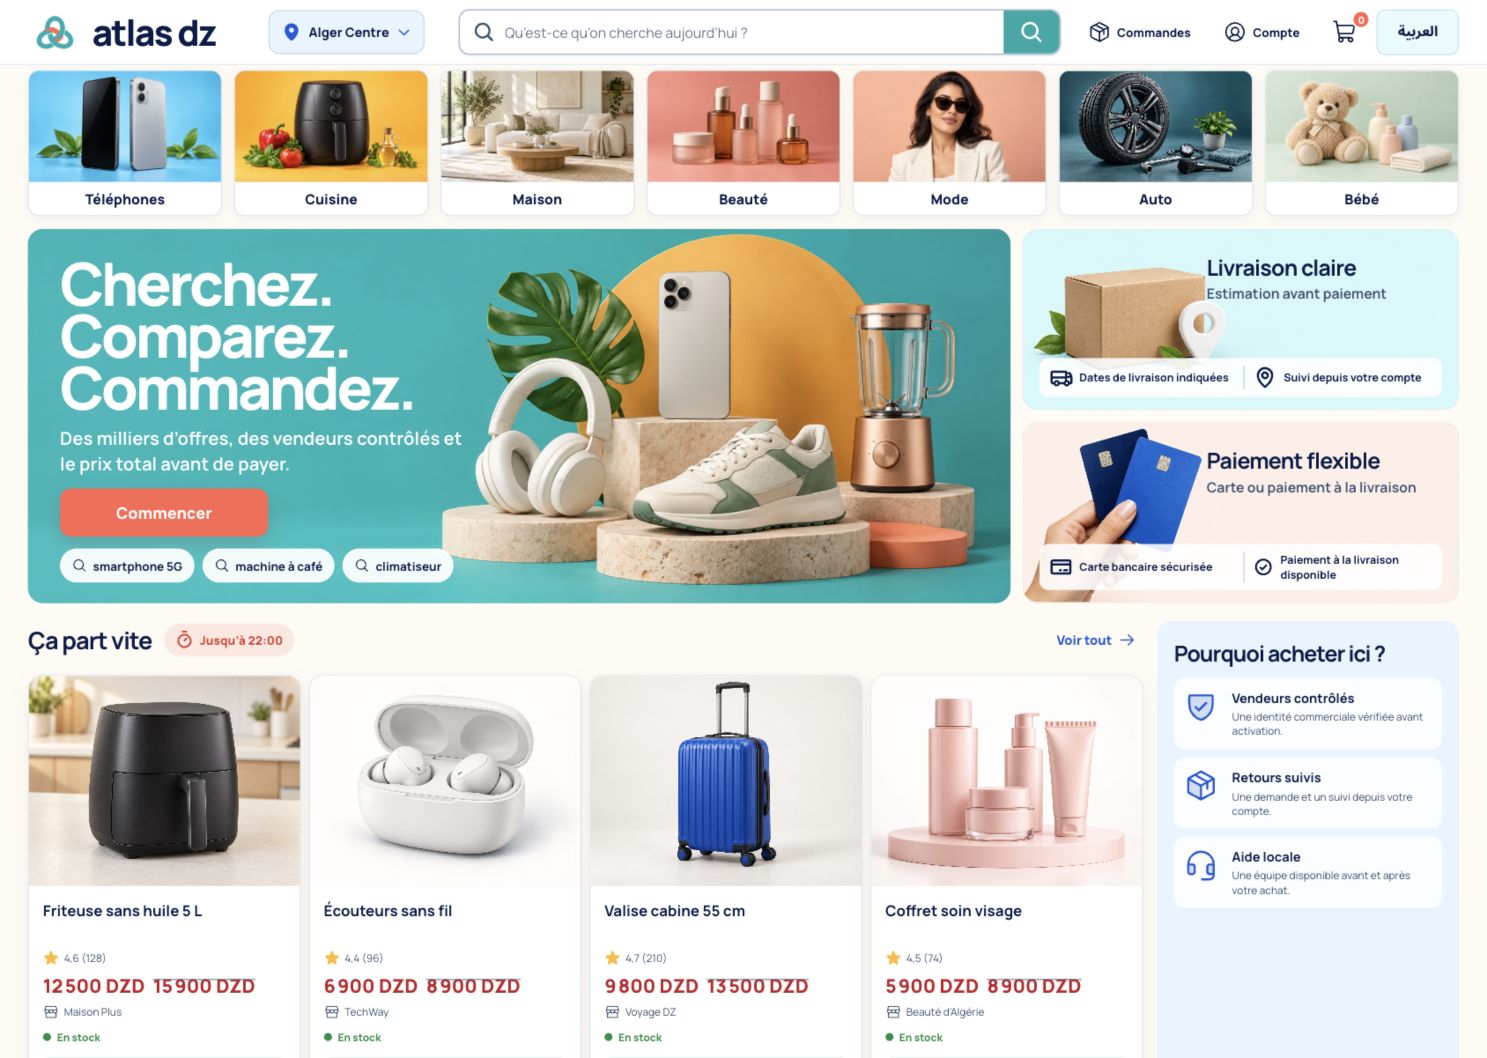 atlas dz
Alger Centre
Qu'est-ce qu'on cherche aujourd'hui ?
Commandes
Compte
0
العربية
Téléphones
Cuisine
Maison
Beauté
Mode
Auto
Bébé
Cherchez.
Comparez.
Commandez.
Des milliers d'offres, des vendeurs contrôlés et
le prix total avant de payer.
Commencer
smartphone 5G
machine à café
climatiseur
Livraison claire
Estimation avant paiement
Dates de livraison indiquées
Suivi depuis votre compte
Paiement flexible
Carte ou paiement à la livraison
Carte bancaire sécurisée
Paiement à la livraison
disponible
Ça part vite
Jusqu'à 22:00
Voir tout
Friteuse sans huile 5 L
4,6 (128)
12 500 DZD 15 900 DZD
Maison Plus
En stock
Écouteurs sans fil
4,4 (96)
6 900 DZD 8 900 DZD
TechWay
En stock
Valise cabine 55 cm
4,7 (210)
9 800 DZD 13 500 DZD
Voyage DZ
En stock
Coffret soin visage
4,5 (74)
5 900 DZD 8 900 DZD
Beauté d'Algérie
En stock
Pourquoi acheter ici ?
Vendeurs contrôlés
Une identité commerciale vérifiée avant
activation.
Retours suivis
Une demande et un suivi depuis votre
compte.
Aide locale
Une équipe disponible avant et après
votre achat.